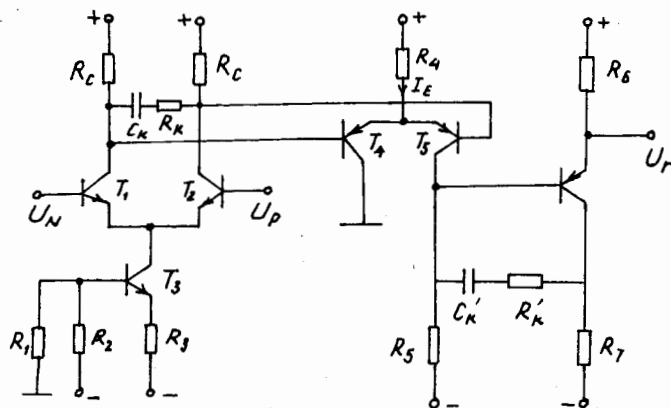 + + + +
R_C R_C R_4 R_6
I_E
C_K R_K
T_4 T_5
U_r
T_1 T_2
U_N U_P
T_3
C_K' R_K'
R_1 R_2 R_3 R_5 R_7
- - - -